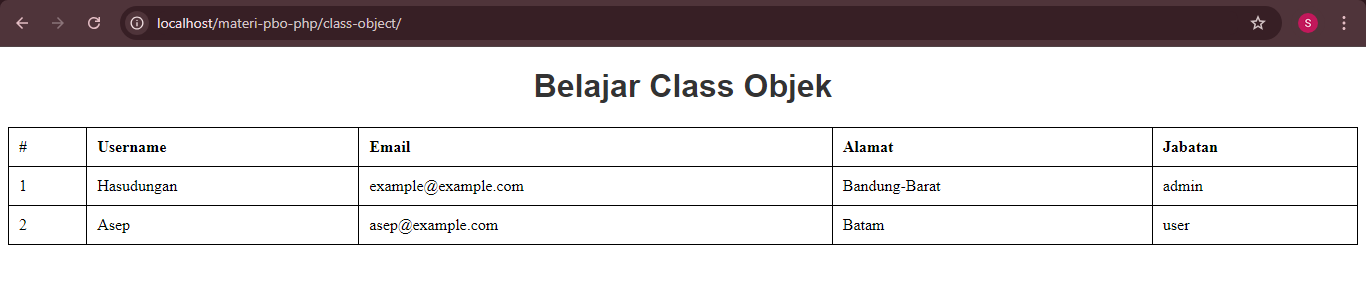 localhost/materi-pbo-php/class-object/
S
Belajar Class Objek
# Username Email Alamat Jabatan
1 Hasudungan example@example.com Bandung-Barat admin
2 Asep asep@example.com Batam user